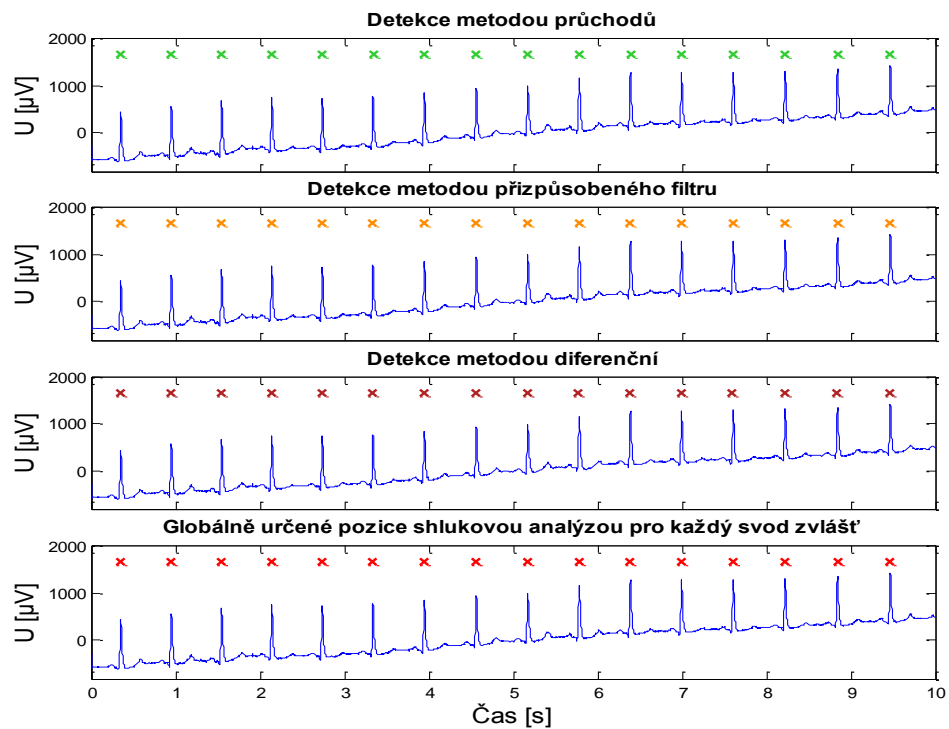 Detekce metodou průchodů
2000
1000
0
U [µV]
Detekce metodou přizpůsobeného filtru
2000
1000
0
U [µV]
Detekce metodou diferenční
2000
1000
0
U [µV]
Globálně určené pozice shlukovou analýzou pro každý svod zvlášť
2000
1000
0
U [µV]
0 1 2 3 4 5 6 7 8 9 10
Čas [s]